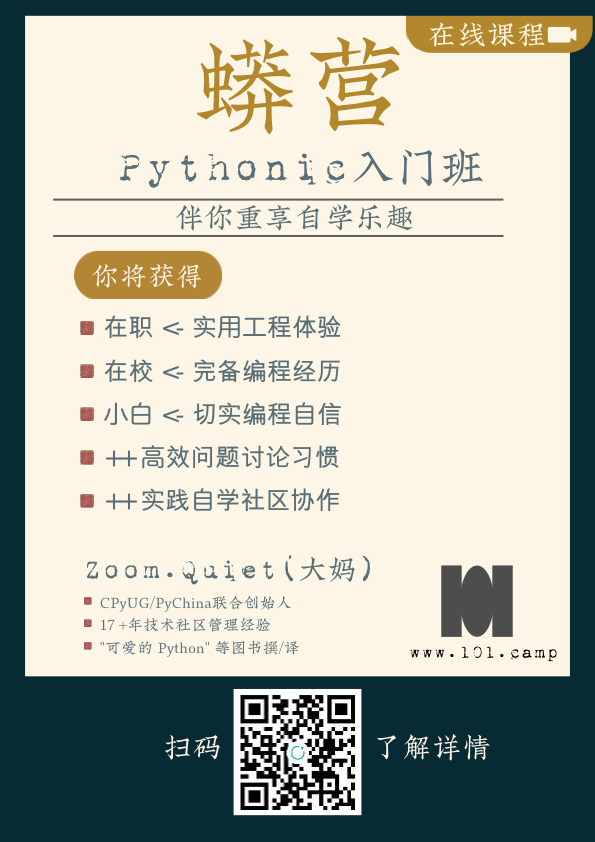 在线课程
蟒营
Pythonic入门班
伴你重享自学乐趣
你将获得
在职 <- 实用工程体验
在校 <- 完备编程经历
小白 <- 切实编程自信
++高效问题讨论习惯
++实践自学社区协作
Zoom.Quiet(大妈)
CPyUG/PyChina联合创始人
17 +年技术社区管理经验
"可爱的 Python" 等图书撰/译
www.101.camp
扫码 了解详情